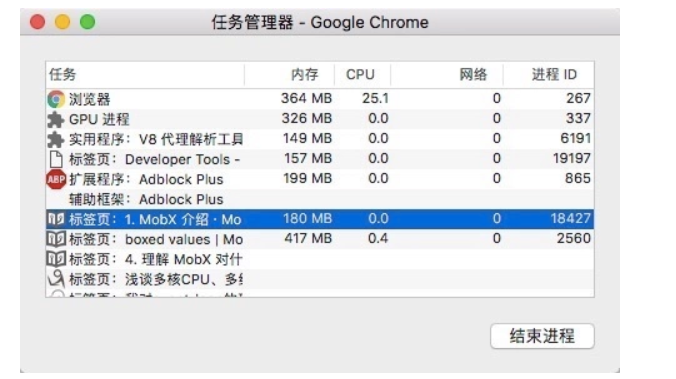 任务管理器 - Google Chrome
任务 内存 CPU 网络 进程 ID
浏览器 364 MB 25.1 0 267
GPU 进程 326 MB 0.0 0 337
实用程序: V8 代理解析工具 149 MB 0.0 0 6191
标签页: Developer Tools - 157 MB 0.0 0 19197
ABP 扩展程序: Adblock Plus 199 MB 0.0 0 865
辅助框架: Adblock Plus
标签页: 1. MobX 介绍 · Mo 180 MB 0.0 0 18427
标签页: boxed values | Mo 417 MB 0.4 0 2560
标签页: 4. 理解 MobX 对什
标签页: 浅谈多核CPU、多
结束进程